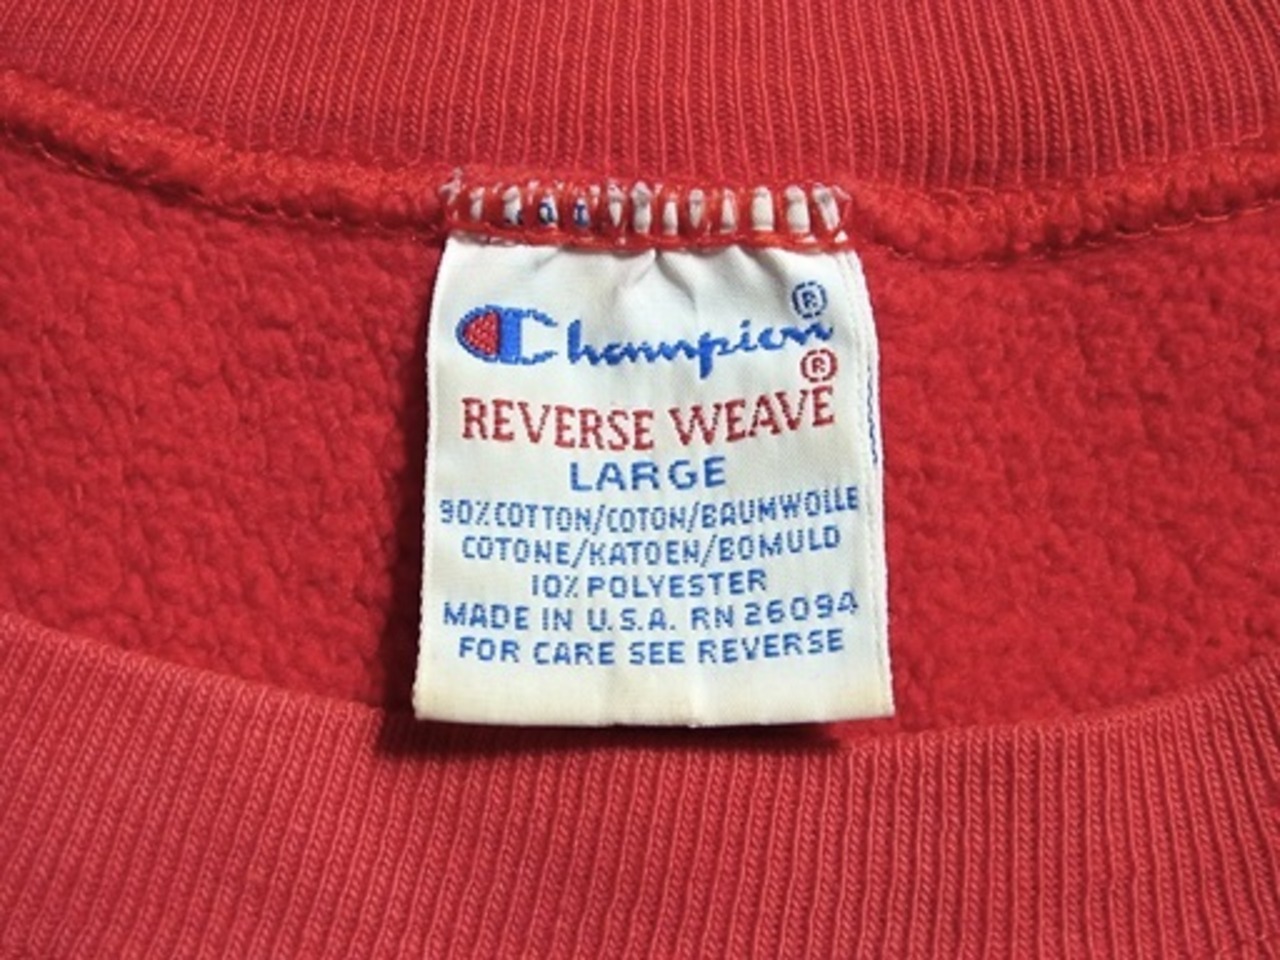 ®
Champion
®
REVERSE WEAVE
LARGE
90% COTTON/COTON/BAUMWOLLE
COTONE/KATOEN/BOMULD
10% POLYESTER
MADE IN U.S.A. RN 26094
FOR CARE SEE REVERSE